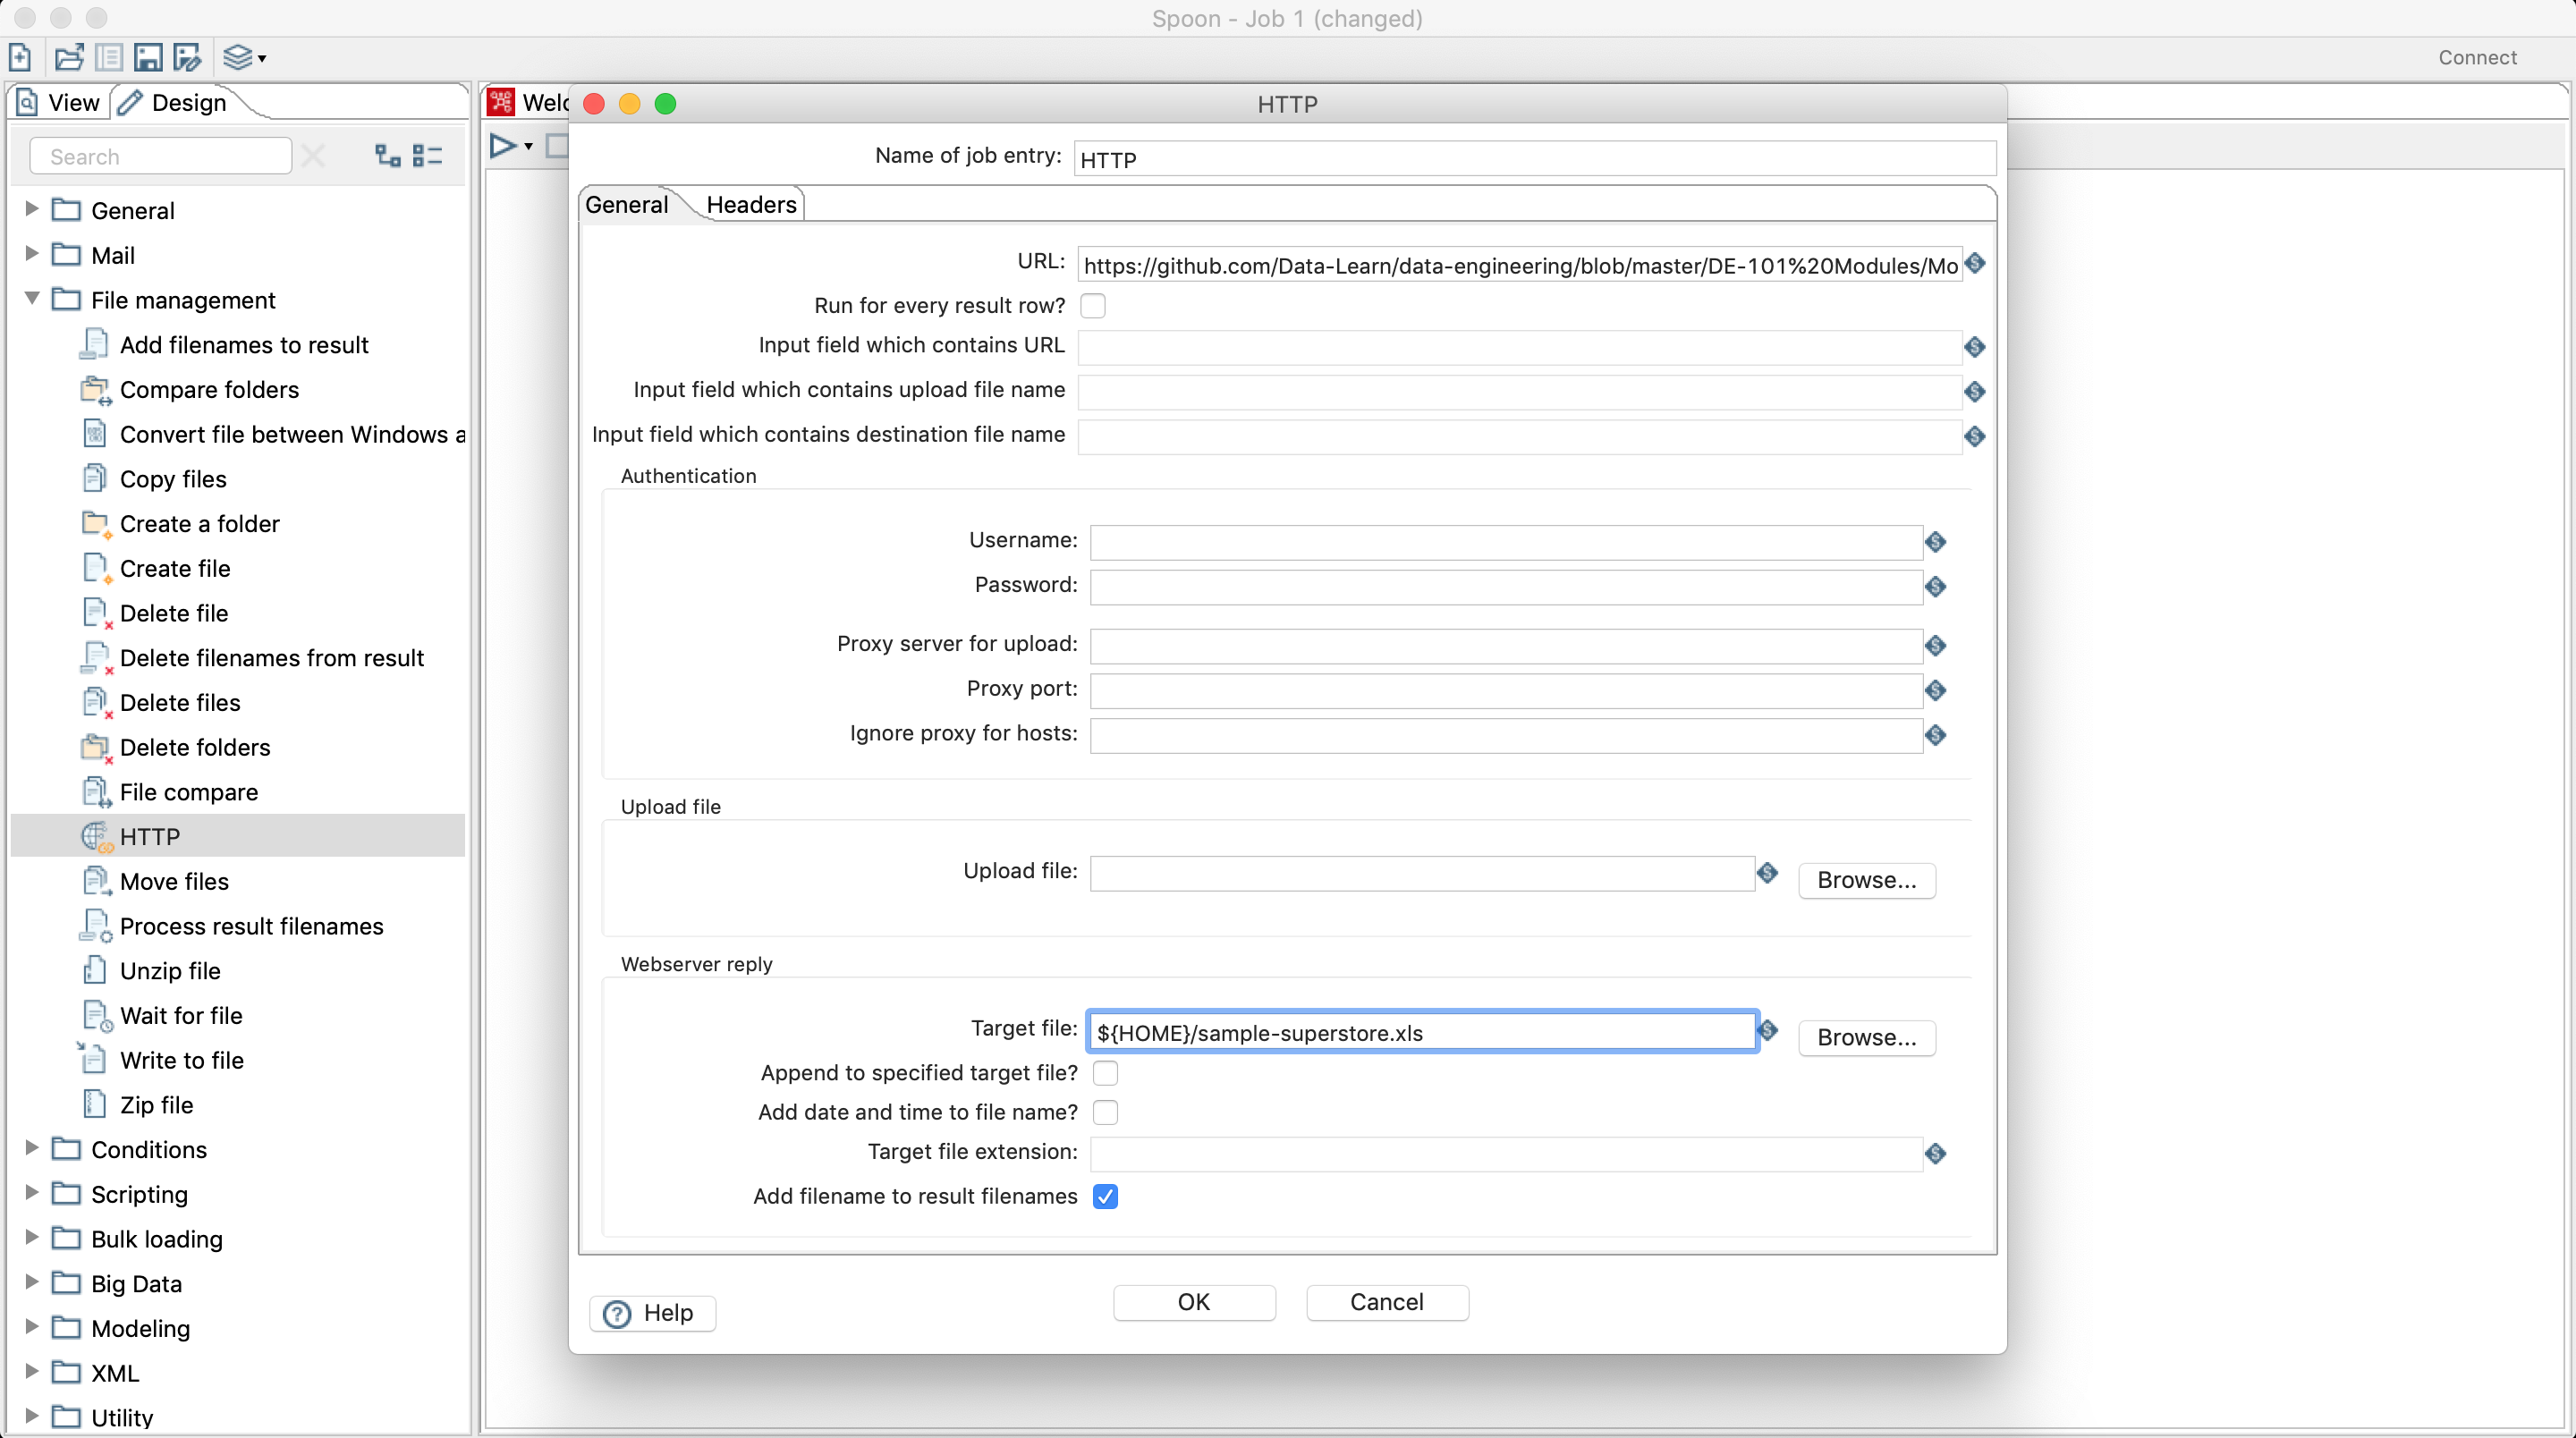 Spoon - Job 1 (changed)
Connect
View
Design
Welc
Search
General
Mail
File management
Add filenames to result
Compare folders
Convert file between Windows a
Copy files
Create a folder
Create file
Delete file
Delete filenames from result
Delete files
Delete folders
File compare
HTTP
Move files
Process result filenames
Unzip file
Wait for file
Write to file
Zip file
Conditions
Scripting
Bulk loading
Big Data
Modeling
XML
Utility
HTTP
Name of job entry: HTTP
General
Headers
URL: https://github.com/Data-Learn/data-engineering/blob/master/DE-101%20Modules/Mo
Run for every result row?
Input field which contains URL
Input field which contains upload file name
Input field which contains destination file name
Authentication
Username:
Password:
Proxy server for upload:
Proxy port:
Ignore proxy for hosts:
Upload file
Upload file:
Browse...
Webserver reply
Target file: ${HOME}/sample-superstore.xls
Browse...
Append to specified target file?
Add date and time to file name?
Target file extension:
Add filename to result filenames
Help
OK
Cancel